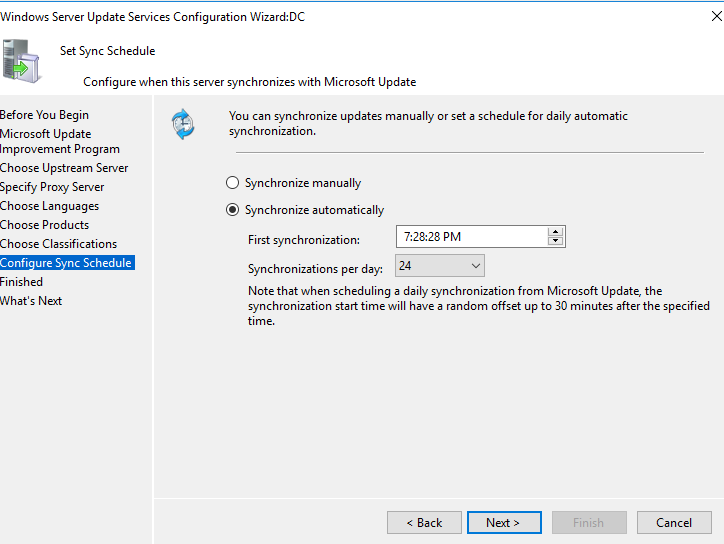 Windows Server Update Services Configuration Wizard:DC
Set Sync Schedule
Configure when this server synchronizes with Microsoft Update
Before You Begin
Microsoft Update
Improvement Program
Choose Upstream Server
Specify Proxy Server
Choose Languages
Choose Products
Choose Classifications
Configure Sync Schedule
Finished
What's Next
You can synchronize updates manually or set a schedule for daily automatic
synchronization.
Synchronize manually
Synchronize automatically
First synchronization:
7:28:28 PM
Synchronizations per day:
24
Note that when scheduling a daily synchronization from Microsoft Update, the
synchronization start time will have a random offset up to 30 minutes after the specified
time.
< Back
Next >
Finish
Cancel